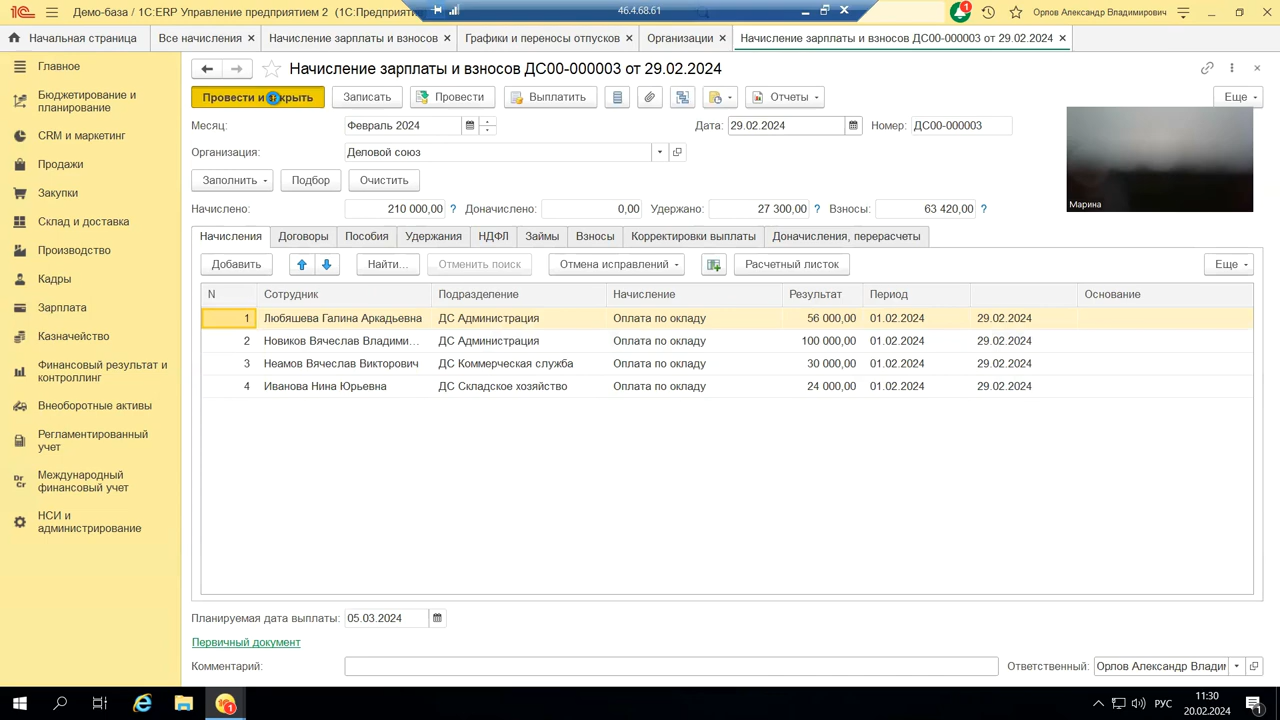 Демо-база / 1С:ERP Управление предприятием 2 (1С:Предприятие
46.4.68.61
Орлов Александр Владимирович
Начальная страница
Все начисления ×
Начисление зарплаты и взносов ×
Графики и переносы отпусков ×
Организации ×
Начисление зарплаты и взносов ДС00-000003 от 29.02.2024 ×
Главное
Бюджетирование и
планирование
CRM и маркетинг
Продажи
Закупки
Склад и доставка
Производство
Кадры
Зарплата
Казначейство
Финансовый результат и
контроллинг
Внеоборотные активы
Регламентированный
учет
Международный
финансовый учет
НСИ и
администрирование
Начисление зарплаты и взносов ДС00-000003 от 29.02.2024
Провести и закрыть Записать Провести Выплатить Отчеты Еще
Месяц: Февраль 2024 Дата: 29.02.2024 Номер: ДС00-000003
Организация: Деловой союз
Марина
Заполнить Подбор Очистить
Начислено: 210 000,00 ? Доначислено: 0,00 Удержано: 27 300,00 ? Взносы: 63 420,00 ?
Начисления Договоры Пособия Удержания НДФЛ Займы Взносы Корректировки выплаты Доначисления, перерасчеты
Добавить Найти... Отменить поиск Отмена исправлений Расчетный листок Еще
N Сотрудник Подразделение Начисление Результат Период Основание
1 Любяшева Галина Аркадьевна ДС Администрация Оплата по окладу 56 000,00 01.02.2024 29.02.2024
2 Новиков Вячеслав Владими... ДС Администрация Оплата по окладу 100 000,00 01.02.2024 29.02.2024
3 Неамов Вячеслав Викторович ДС Коммерческая служба Оплата по окладу 30 000,00 01.02.2024 29.02.2024
4 Иванова Нина Юрьевна ДС Складское хозяйство Оплата по окладу 24 000,00 01.02.2024 29.02.2024
Планируемая дата выплаты: 05.03.2024
Первичный документ
Комментарий: Ответственный: Орлов Александр Владир
РУС
11:30
20.02.2024